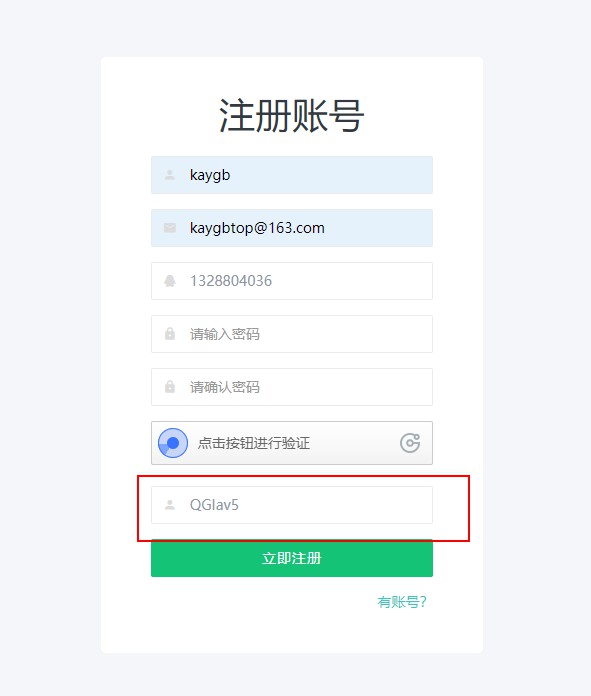 注册账号
kaygb
kaygbtop@163.com
1328804036
请输入密码
请确认密码
点击按钮进行验证
QGlav5
立即注册
有账号?